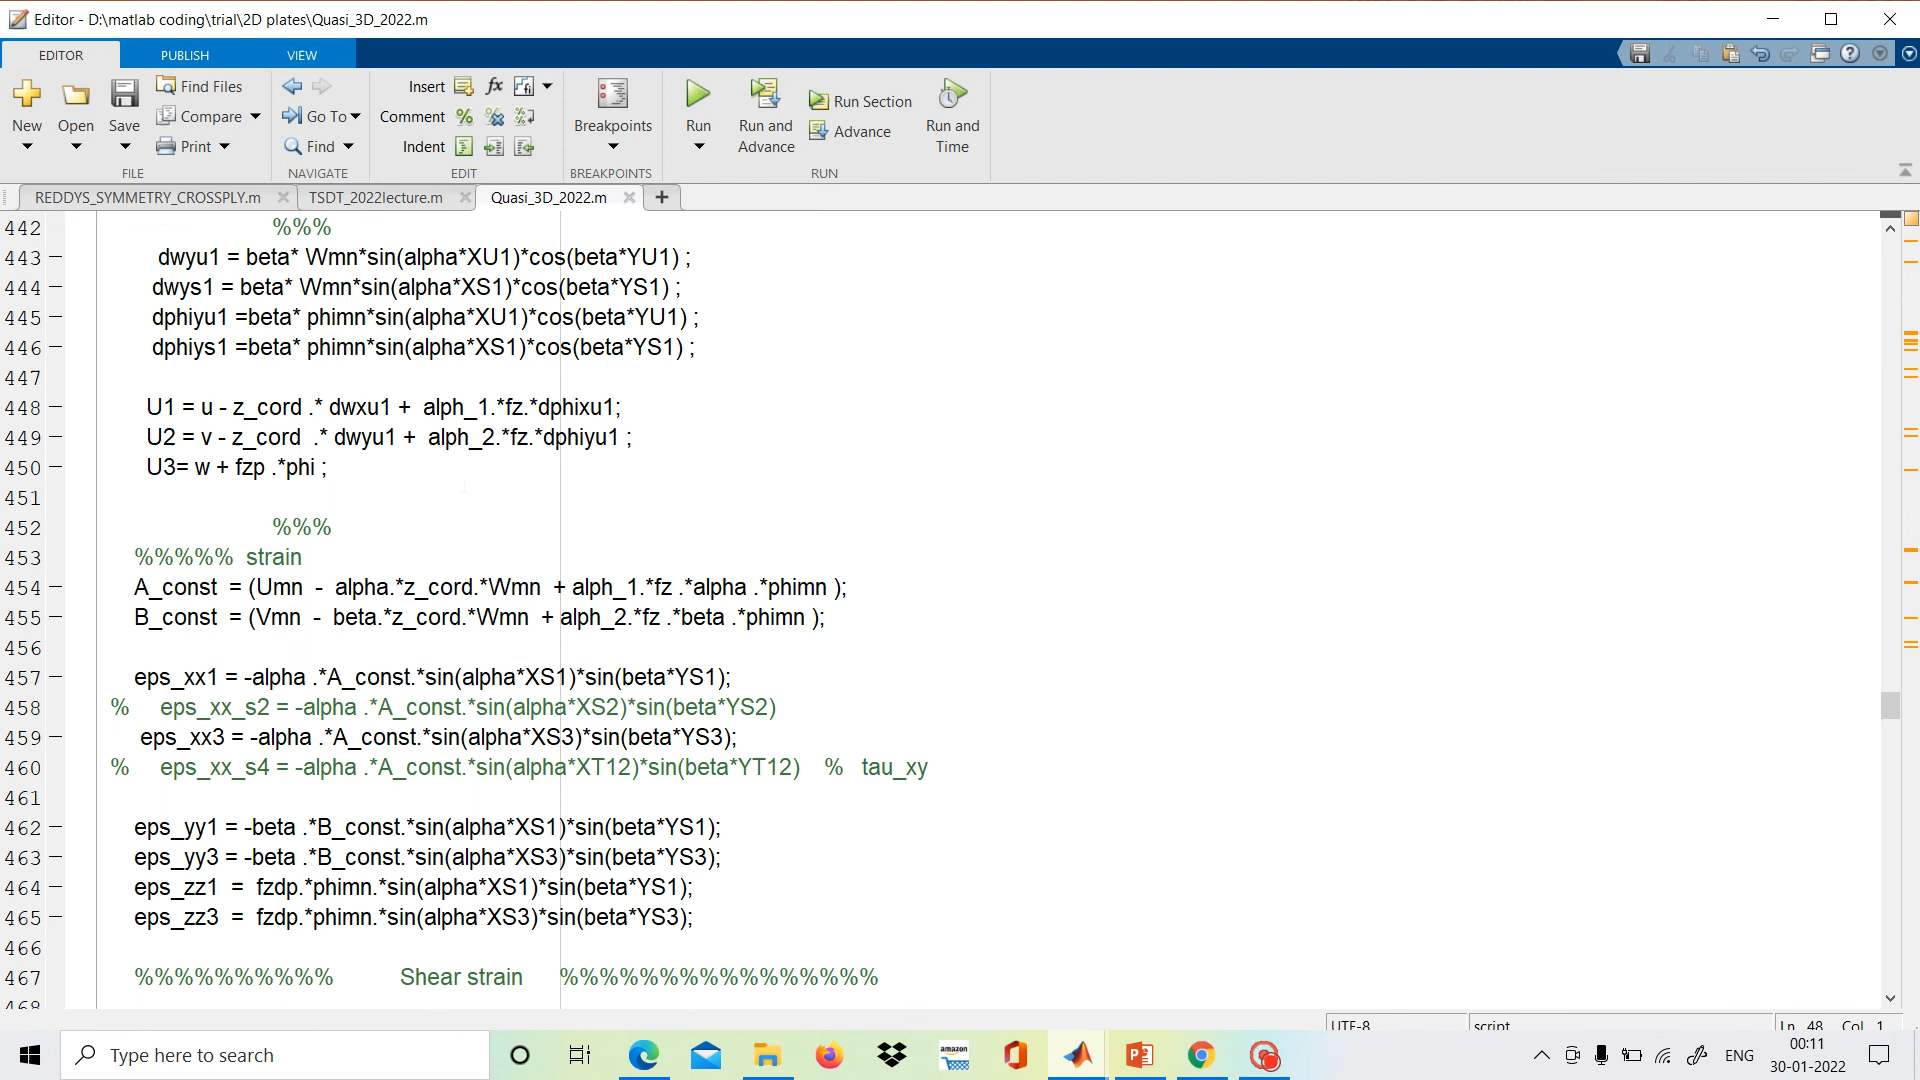 Editor - D:\matlab coding\trial\2D plates\Quasi_3D_2022.m
EDITOR PUBLISH VIEW
New Open Save Find Files Compare Print
Go To Find
Insert fx
Comment
Indent
Breakpoints
Run Run and Advance Run Section Advance Run and Time
FILE NAVIGATE EDIT BREAKPOINTS RUN
REDDYS_SYMMETRY_CROSSPLY.m TSDT_2022lecture.m Quasi_3D_2022.m
442 %%%
443 dwyu1 = beta* Wmn*sin(alpha*XU1)*cos(beta*YU1) ;
444 dwys1 = beta* Wmn*sin(alpha*XS1)*cos(beta*YS1) ;
445 dphiyu1 =beta* phimn*sin(alpha*XU1)*cos(beta*YU1) ;
446 dphiys1 =beta* phimn*sin(alpha*XS1)*cos(beta*YS1) ;
447
448 U1 = u - z_cord .* dwxu1 + alph_1.*fz.*dphixu1;
449 U2 = v - z_cord .* dwyu1 + alph_2.*fz.*dphiyu1 ;
450 U3= w + fzp .*phi ;
451
452 %%%
453 %%%%% strain
454 A_const = (Umn - alpha.*z_cord.*Wmn + alph_1.*fz .*alpha .*phimn );
455 B_const = (Vmn - beta.*z_cord.*Wmn + alph_2.*fz .*beta .*phimn );
456
457 eps_xx1 = -alpha .*A_const.*sin(alpha*XS1)*sin(beta*YS1);
458 % eps_xx_s2 = -alpha .*A_const.*sin(alpha*XS2)*sin(beta*YS2)
459 eps_xx3 = -alpha .*A_const.*sin(alpha*XS3)*sin(beta*YS3);
460 % eps_xx_s4 = -alpha .*A_const.*sin(alpha*XT12)*sin(beta*YT12) % tau_xy
461
462 eps_yy1 = -beta .*B_const.*sin(alpha*XS1)*sin(beta*YS1);
463 eps_yy3 = -beta .*B_const.*sin(alpha*XS3)*sin(beta*YS3);
464 eps_zz1 = fzdp.*phimn.*sin(alpha*XS1)*sin(beta*YS1);
465 eps_zz3 = fzdp.*phimn.*sin(alpha*XS3)*sin(beta*YS3);
466
467 %%%%%%%%%% Shear strain %%%%%%%%%%%%%%%%
468
UTF-8 script Ln 48 Col 1
Type here to search
amazon
ENG
00:11
30-01-2022